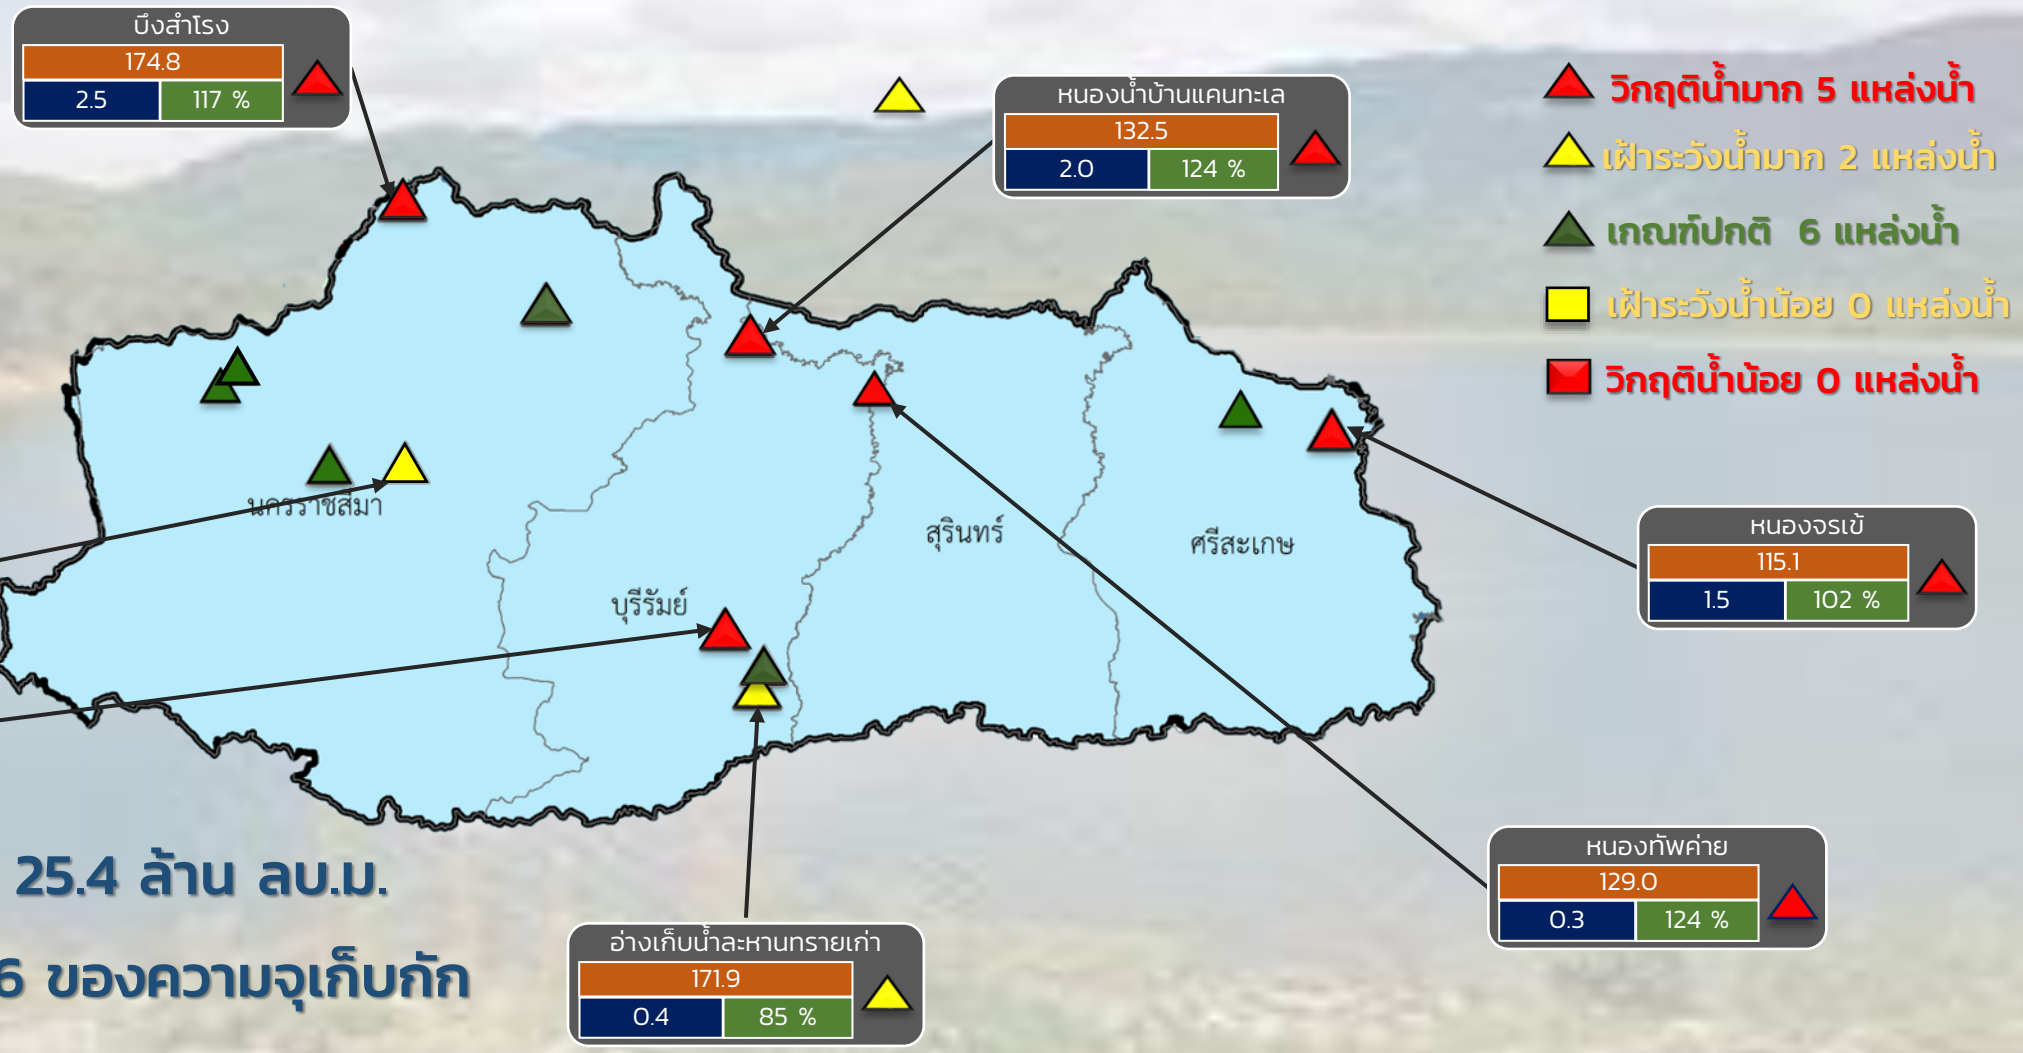 บึงสำโรง
174.8
2.5 117 %
หนองน้ำบ้านแคนทะเล
132.5
2.0 124 %
วิกฤติน้ำมาก 5 แหล่งน้ำ
เฝ้าระวังน้ำมาก 2 แหล่งน้ำ
เกณฑ์ปกติ 6 แหล่งน้ำ
เฝ้าระวังน้ำน้อย 0 แหล่งน้ำ
วิกฤติน้ำน้อย 0 แหล่งน้ำ
นครราชสีมา
บุรีรัมย์
สุรินทร์
ศรีสะเกษ
หนองจรเข้
115.1
1.5 102 %
หนองทัพค่าย
129.0
0.3 124 %
25.4 ล้าน ลบ.ม.
6 ของความจุเก็บกัก
อ่างเก็บน้ำละหานทรายเก่า
171.9
0.4 85 %